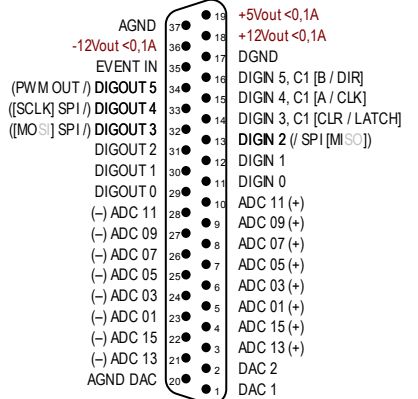 AGND 37 19 +5Vout <0,1A
-12Vout <0,1A 36 18 +12Vout <0,1A
EVENT IN 35 17 DGND
(PWM OUT /) DIGOUT 5 34 16 DIGIN 5, C1 [B / DIR]
([SCLK] SPI /) DIGOUT 4 33 15 DIGIN 4, C1 [A / CLK]
([MOSI] SPI /) DIGOUT 3 32 14 DIGIN 3, C1 [CLR / LATCH]
DIGOUT 2 31 13 DIGIN 2 (/ SPI [MISO])
DIGOUT 1 30 12 DIGIN 1
DIGOUT 0 29 11 DIGIN 0
(–) ADC 11 28 10 ADC 11 (+)
(–) ADC 09 27 9 ADC 09 (+)
(–) ADC 07 26 8 ADC 07 (+)
(–) ADC 05 25 7 ADC 05 (+)
(–) ADC 03 24 6 ADC 03 (+)
(–) ADC 01 23 5 ADC 01 (+)
(–) ADC 15 22 4 ADC 15 (+)
(–) ADC 13 21 3 ADC 13 (+)
AGND DAC 20 2 DAC 2
1 DAC 1